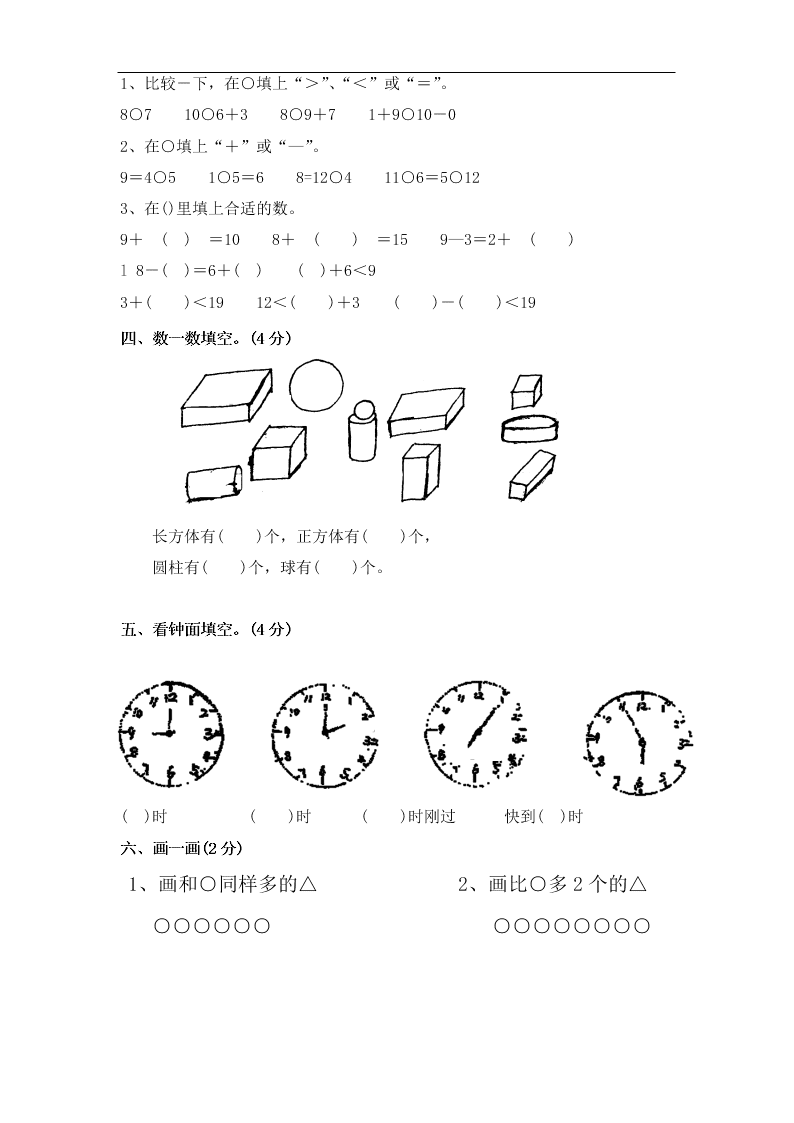 1、比较－下，在○填上“＞”、“＜”或“＝”。
8○7 10○6＋3 8○9＋7 1＋9○10－0
2、在○填上“＋”或“—”。
9＝4○5 1○5＝6 8=12○4 11○6＝5○12
3、在()里填上合适的数。
9＋ ( ) ＝10 8＋ ( ) ＝15 9—3＝2＋ ( )
1 8－( )＝6＋( ) ( )＋6＜9
3＋( )＜19 12＜( )＋3 ( )－( )＜19
四、数一数填空。(4 分)
长方体有( )个，正方体有( )个，
圆柱有( )个，球有( )个。
五、看钟面填空。(4 分)
( )时 ( )时 ( )时刚过 快到( )时
六、画一画(2 分)
1、画和○同样多的△ 2、画比○多 2 个的△
○○○○○○ ○○○○○○○○